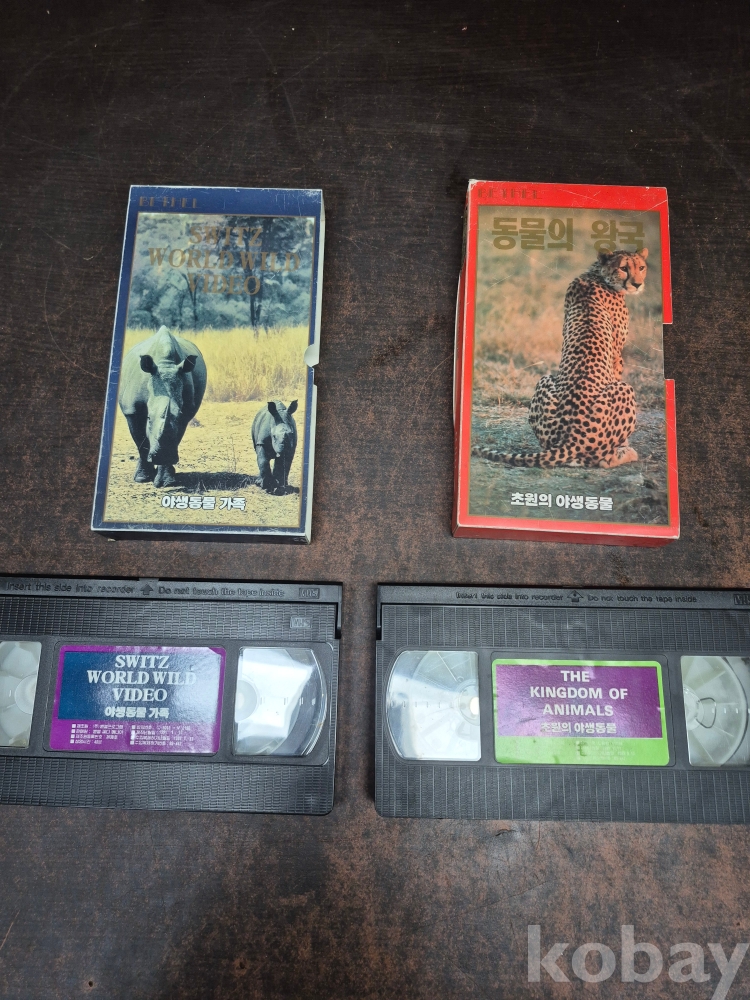 BETHEL
SWITZ
WORLD WILD
VIDEO
야생동물 가족
동물의 왕국
초원의 야생동물
Insert this side into recorder
Do not touch the tape inside
VHS
SWITZ
WORLD WILD
VIDEO
야생동물 가족
Insert this side into recorder
Do not touch the tape inside
THE
KINGDOM OF
ANIMALS
초원의 야생동물
kobay